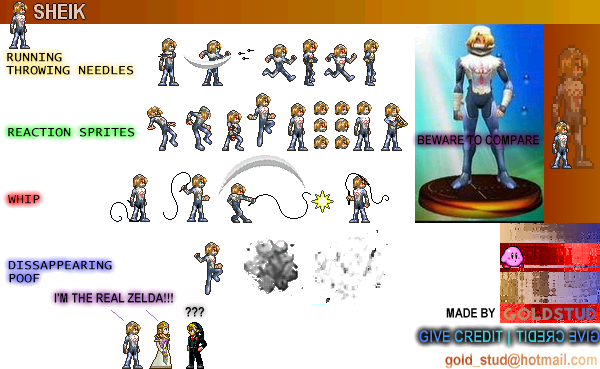 SHEIK
RUNNING
THROWING NEEDLES
REACTION SPRITES
BEWARE TO COMPARE
WHIP
DISSAPPEARING
POOF
I'M THE REAL ZELDA!!!
???
MADE BY GOLDSTUD
GIVE CREDIT | GIVE CREDIT
gold_stud@hotmail.com